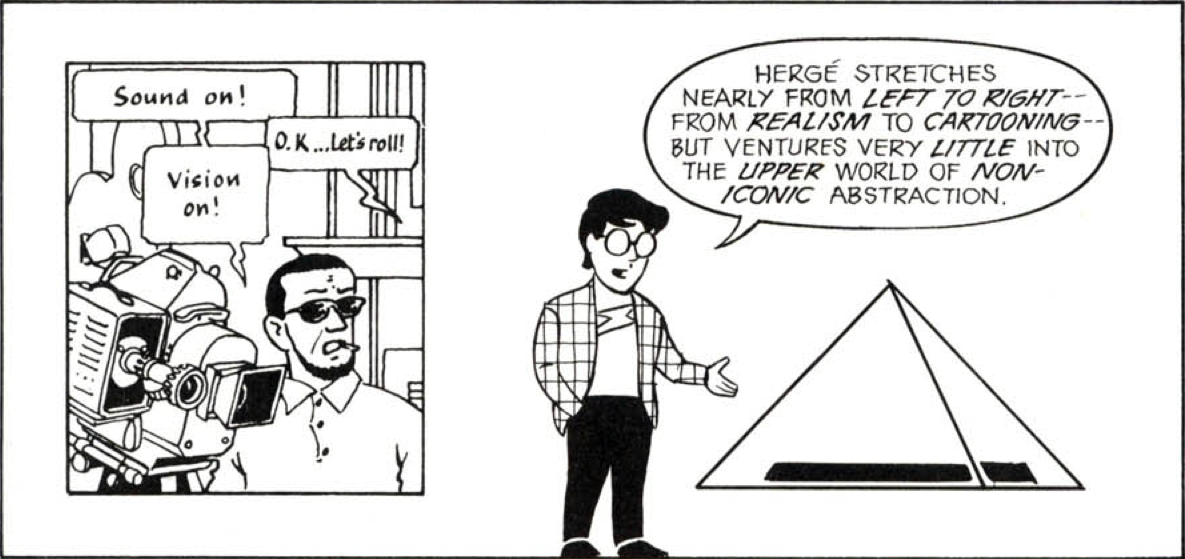 Sound on!
Vision
on!
O.K...Let's roll!
HERGÉ STRETCHES
NEARLY FROM LEFT TO RIGHT--
FROM REALISM TO CARTOONING--
BUT VENTURES VERY LITTLE INTO
THE UPPER WORLD OF NON-
ICONIC ABSTRACTION.